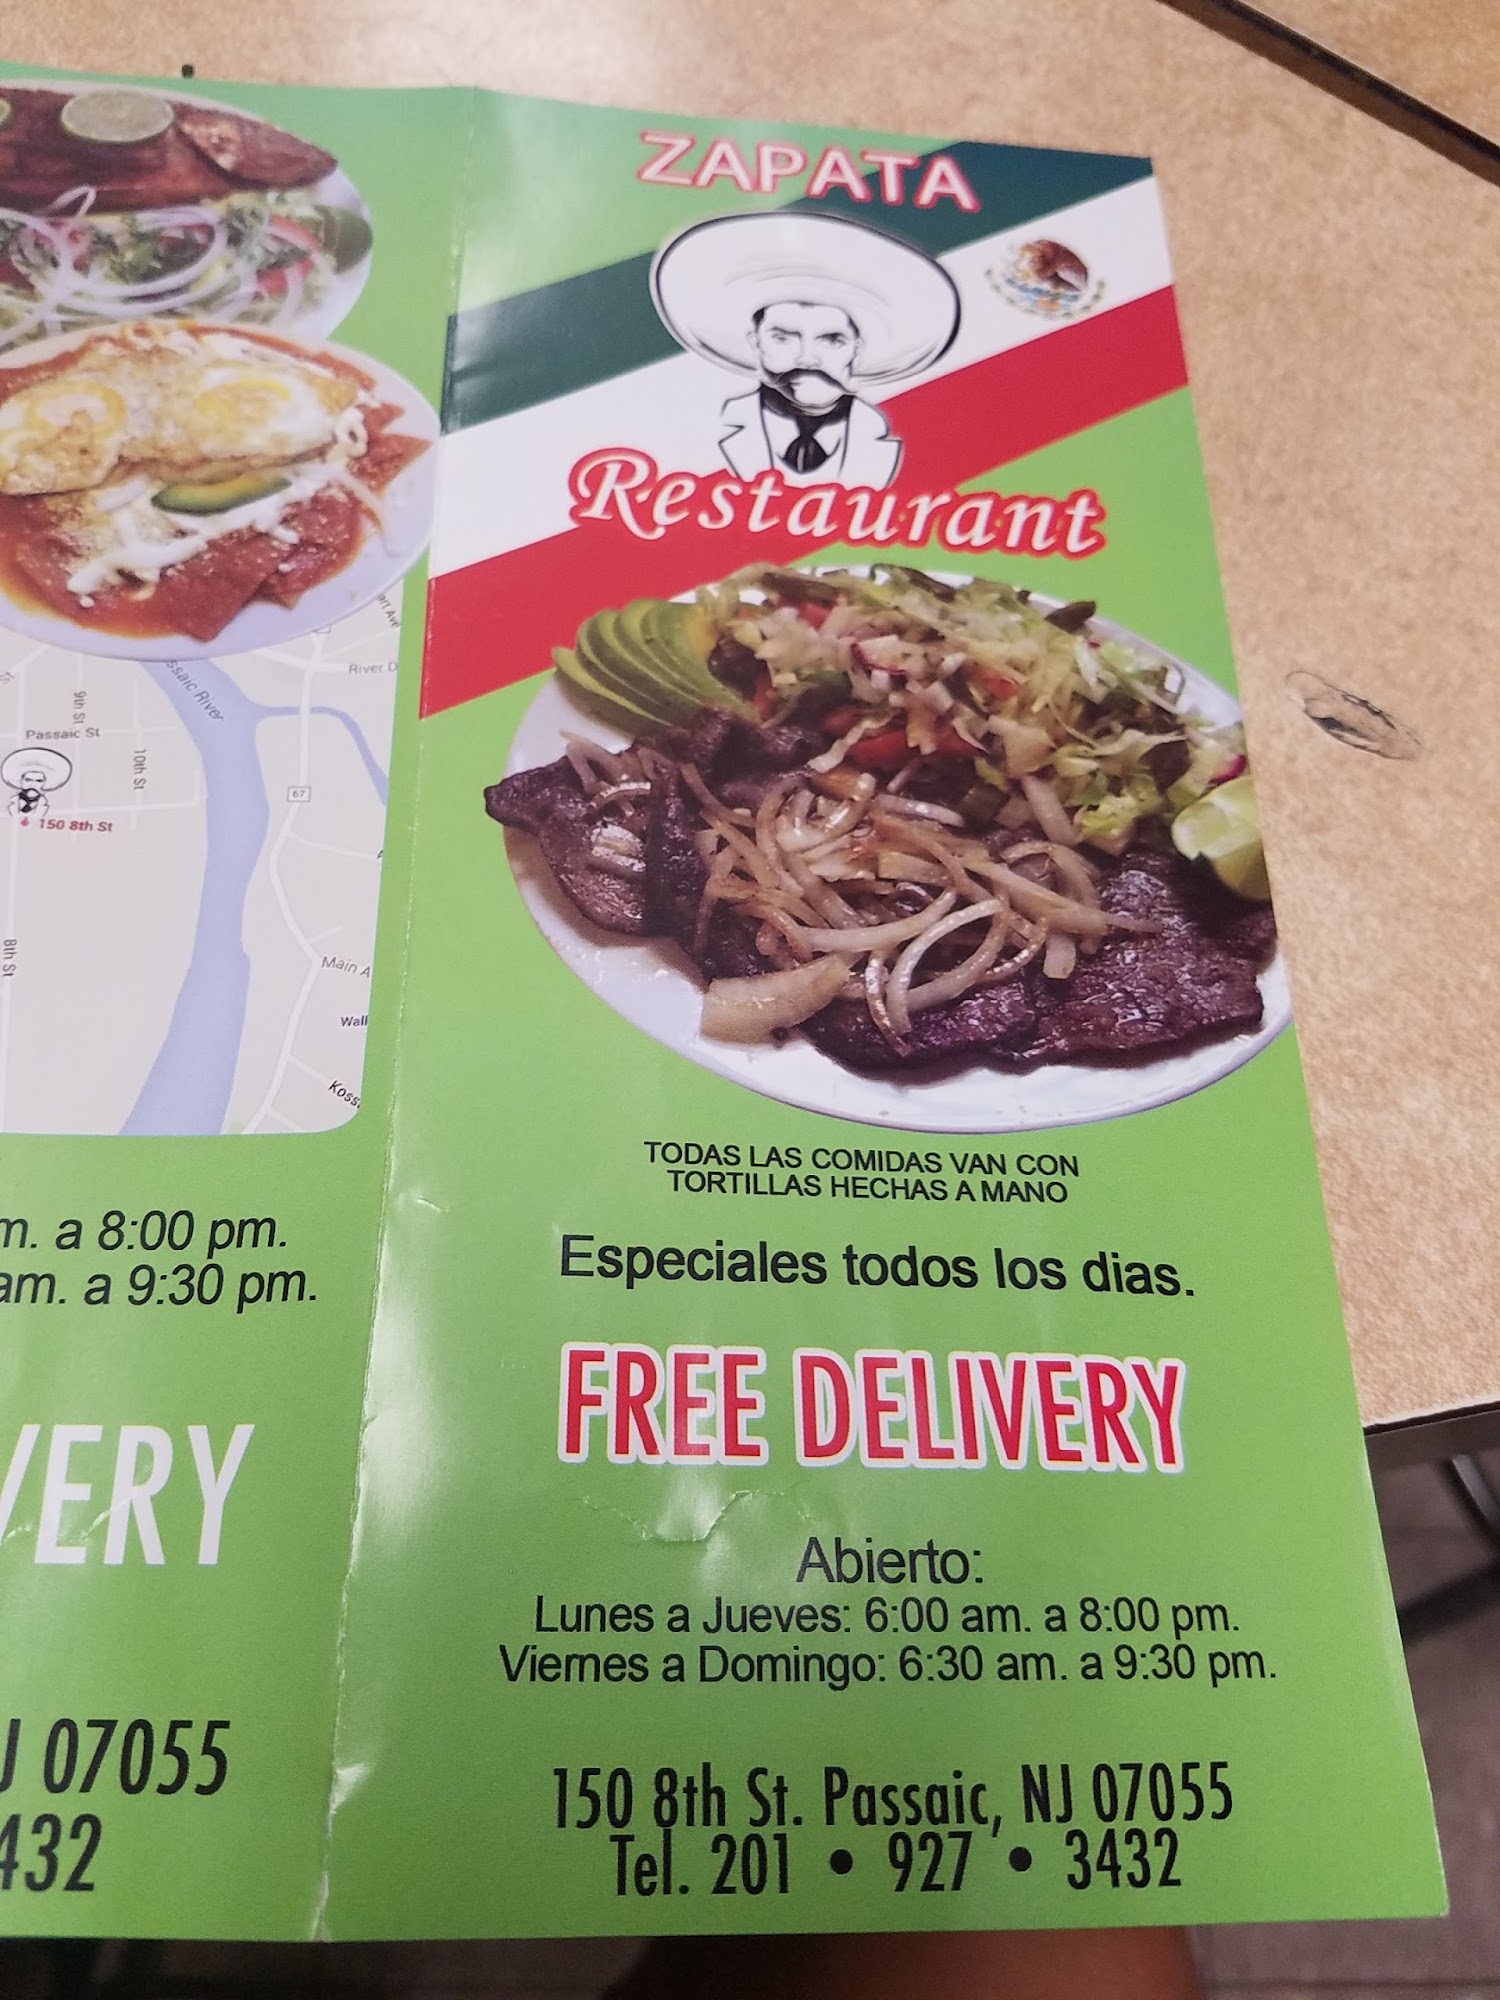 River
9th St
Passaic St
10th St
67
150 8th St
8th St
Main
m. a 8:00 pm.
am. a 9:30 pm.
VERY
J 07055
432
ZAPATA
Restaurant
TODAS LAS COMIDAS VAN CON
TORTILLAS HECHAS A MANO
Especiales todos los dias.
FREE DELIVERY
Abierto:
Lunes a Jueves: 6:00 am. a 8:00 pm.
Viernes a Domingo: 6:30 am. a 9:30 pm.
150 8th St. Passaic, NJ 07055
Tel. 201 • 927 • 3432